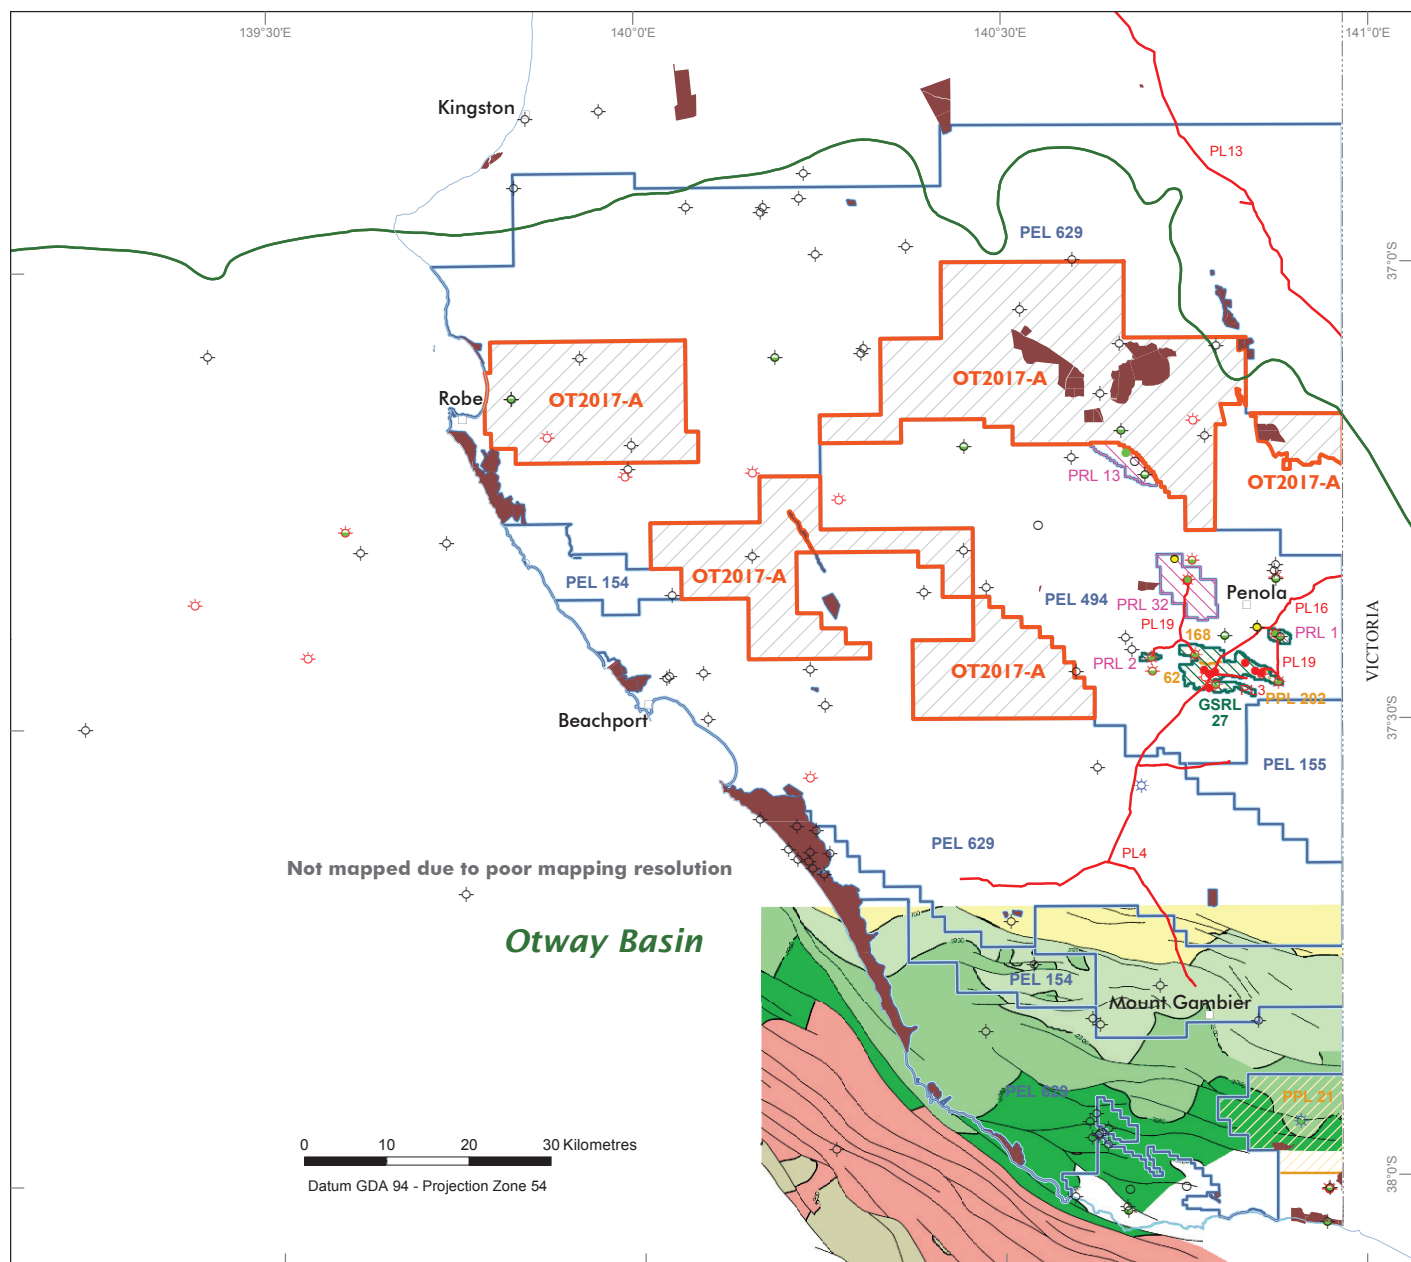 139°30'E
140°0'E
140°30'E
141°0'E
Kingston
PL13
PEL 629
37°0'S
OT2017-A
OT2017-A
Robe
PRL 13
OT2017-A
PEL 154
OT2017-A
PEL 494
PRL 32
Penola
PL16
PL19
168
PRL 1
VICTORIA
PRL 2
PL19
OT2017-A
62
PPL 202
GSRL
27
Beachport
37°30'S
PEL 155
PEL 629
PL4
Not mapped due to poor mapping resolution
Otway Basin
PEL 154
Mount Gambier
PEL 629
PPL 21
0 10 20 30 Kilometres
Datum GDA 94 - Projection Zone 54
38°0'S